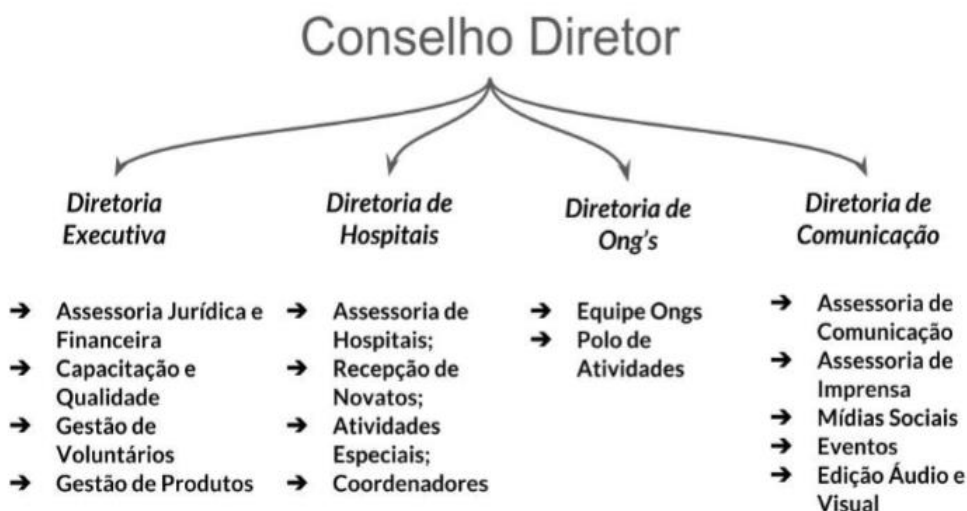 Conselho Diretor
Diretoria
Executiva
➔ Assessoria Jurídica e
Financeira
➔ Capacitação e
Qualidade
➔ Gestão de
Voluntários
➔ Gestão de Produtos
Diretoria de
Hospitais
➔ Assessoria de
Hospitais;
➔ Recepção de
Novatos;
➔ Atividades
Especiais;
➔ Coordenadores
Diretoria de
Ong's
➔ Equipe Ongs
➔ Polo de
Atividades
Diretoria de
Comunicação
➔ Assessoria de
Comunicação
➔ Assessoria de
Imprensa
➔ Mídias Sociais
➔ Eventos
➔ Edição Áudio e
Visual